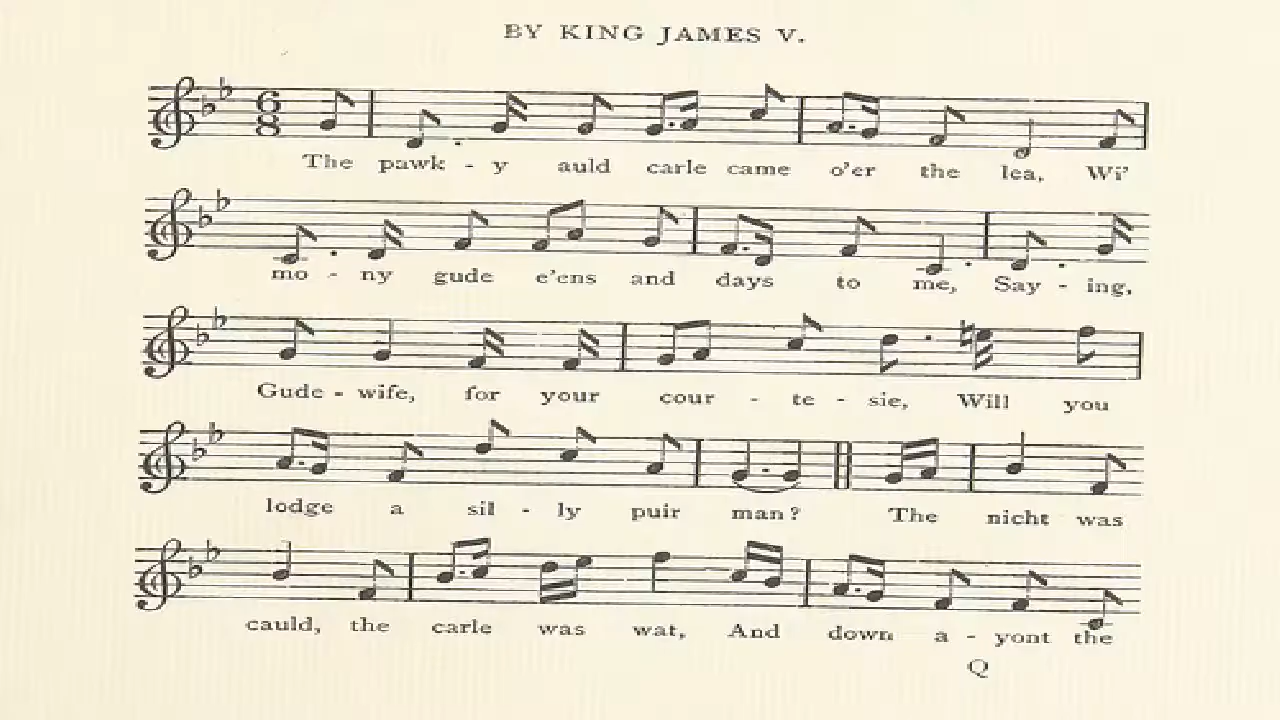 BY KING JAMES V.
6
8
The pawk - y auld carle came o'er the lea, Wi'
mo - ny gude e'ens and days to me, Say - ing,
Gude - wife, for your cour - te - sie, Will you
lodge a sil - ly puir man? The nicht was
cauld, the carle was wat, And down a - yont the
Q